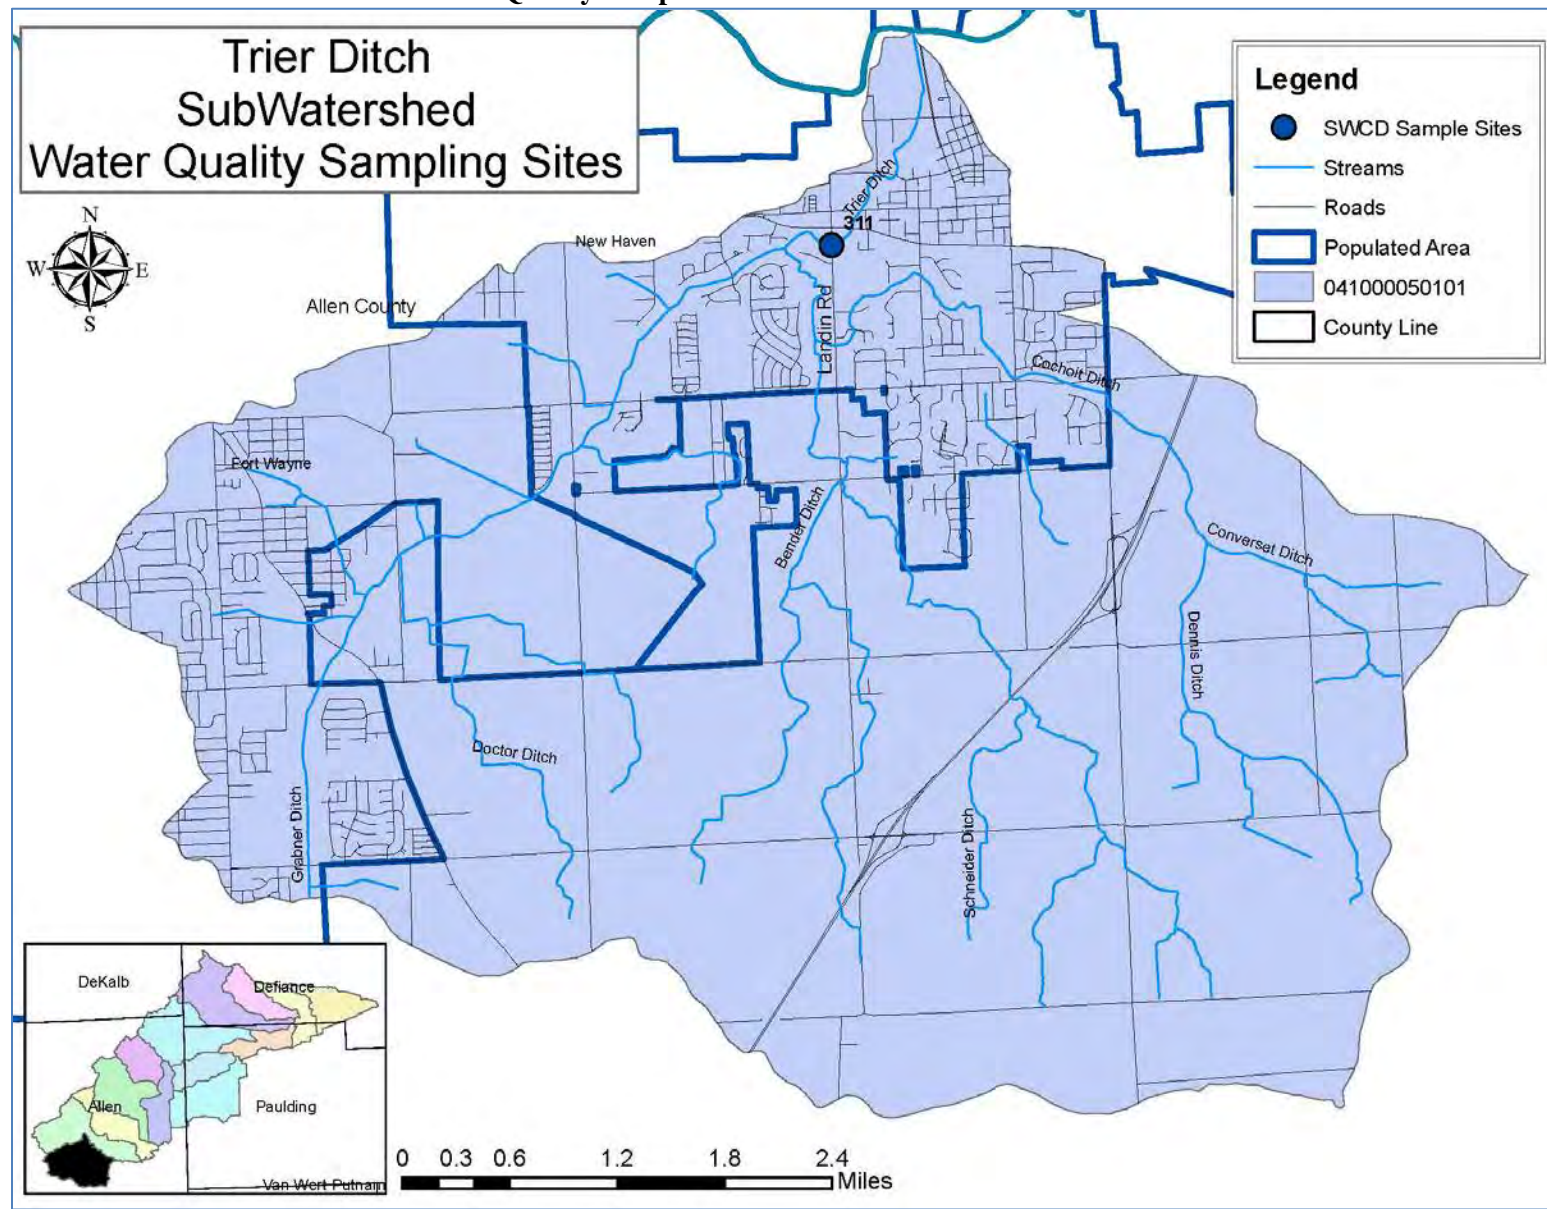 Trier Ditch
SubWatershed
Water Quality Sampling Sites
Legend
SWCD Sample Sites
Streams
Roads
Populated Area
041000050101
County Line
N
W
E
S
Trier Ditch
311
New Haven
Allen County
Landin Rd
Cochoit Ditch
Fort Wayne
Bender Ditch
Converset Ditch
Dennis Ditch
Doctor Ditch
Grabner Ditch
Schneider Ditch
DeKalb
Defiance
Allen
Paulding
Van Wert Putnam
0 0.3 0.6 1.2 1.8 2.4
Miles